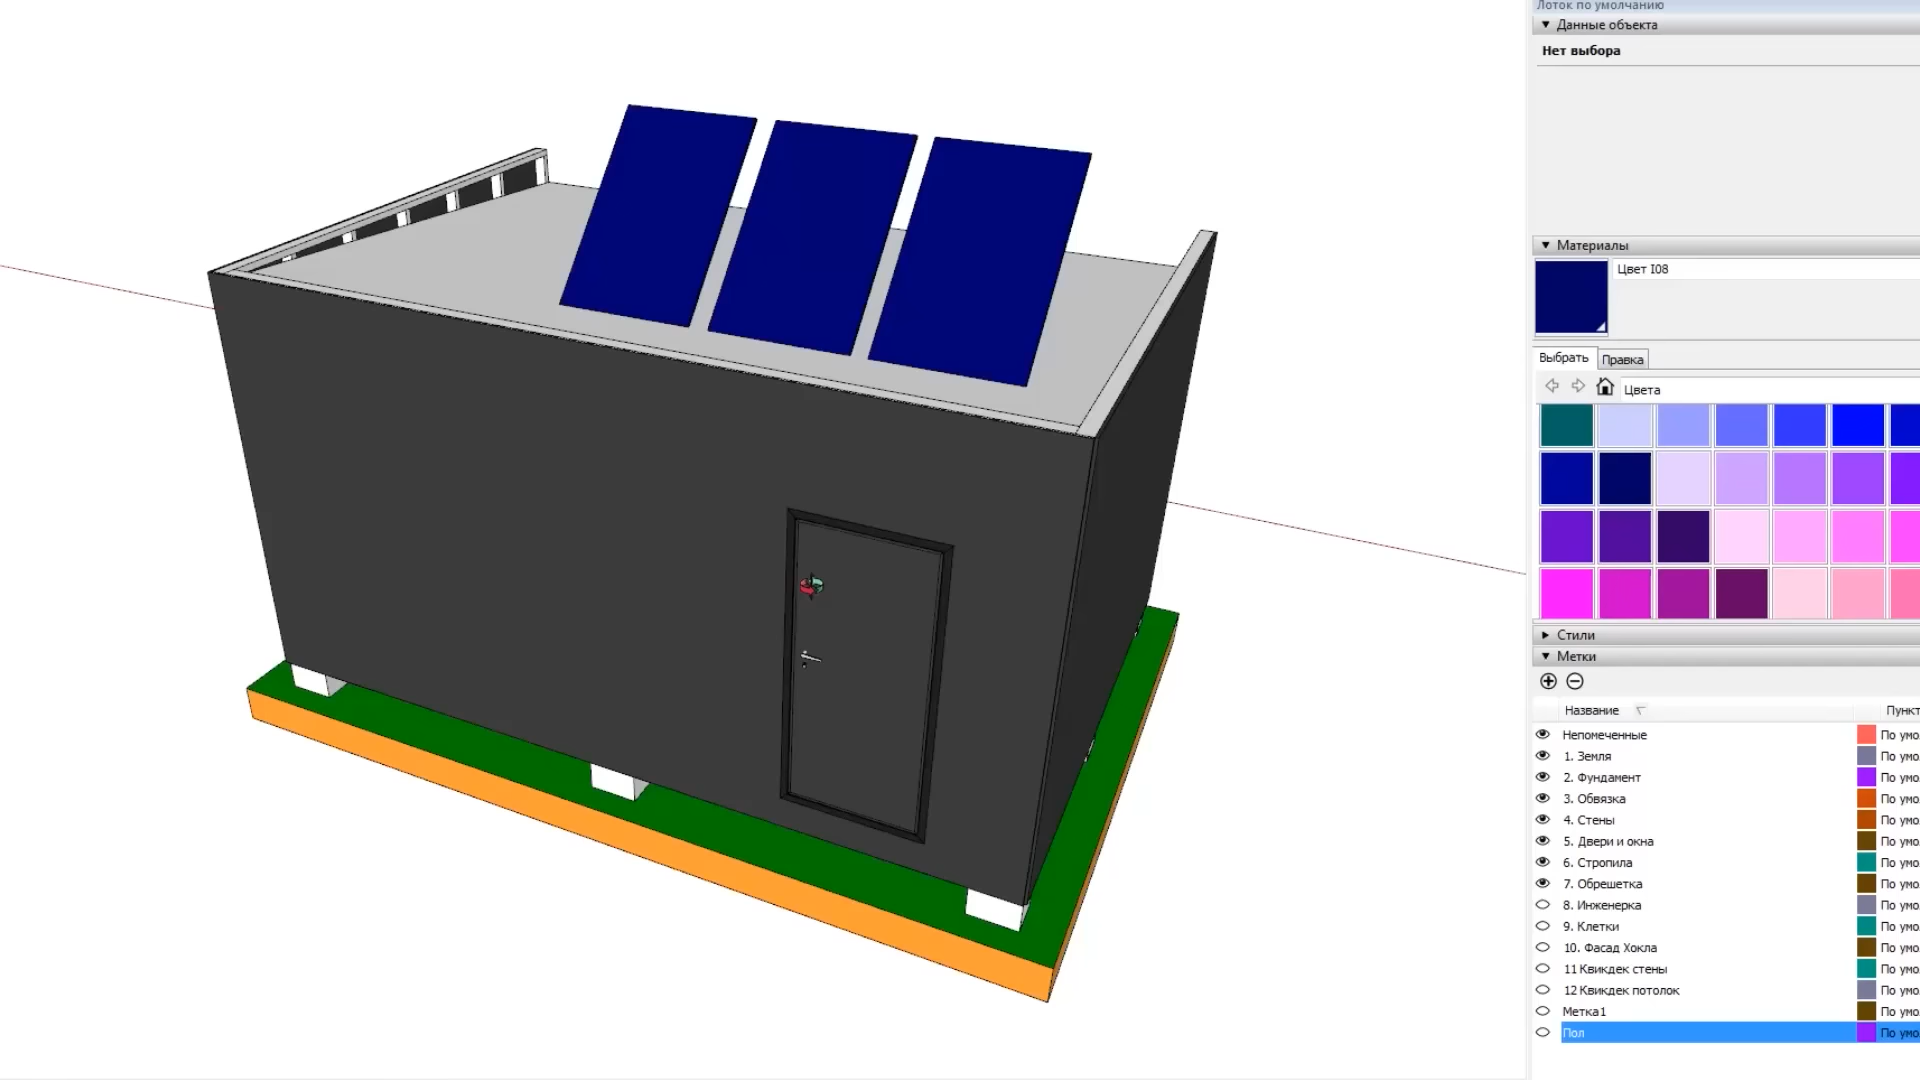 Лоток по умолчанию
Данные объекта
Нет выбора
Материалы
Цвет I08
Выбрать
Правка
Цвета
Стили
Метки
Название
Пункт
Непомеченные По умо
1. Земля По умо
2. Фундамент По умо
3. Обвязка По умо
4. Стены По умо
5. Двери и окна По умо
6. Стропила По умо
7. Обрешетка По умо
8. Инженерка По умо
9. Клетки По умо
10. Фасад Хокла По умо
11 Квикдек стены По умо
12 Квикдек потолок По умо
Метка1 По умо
Пол По умо